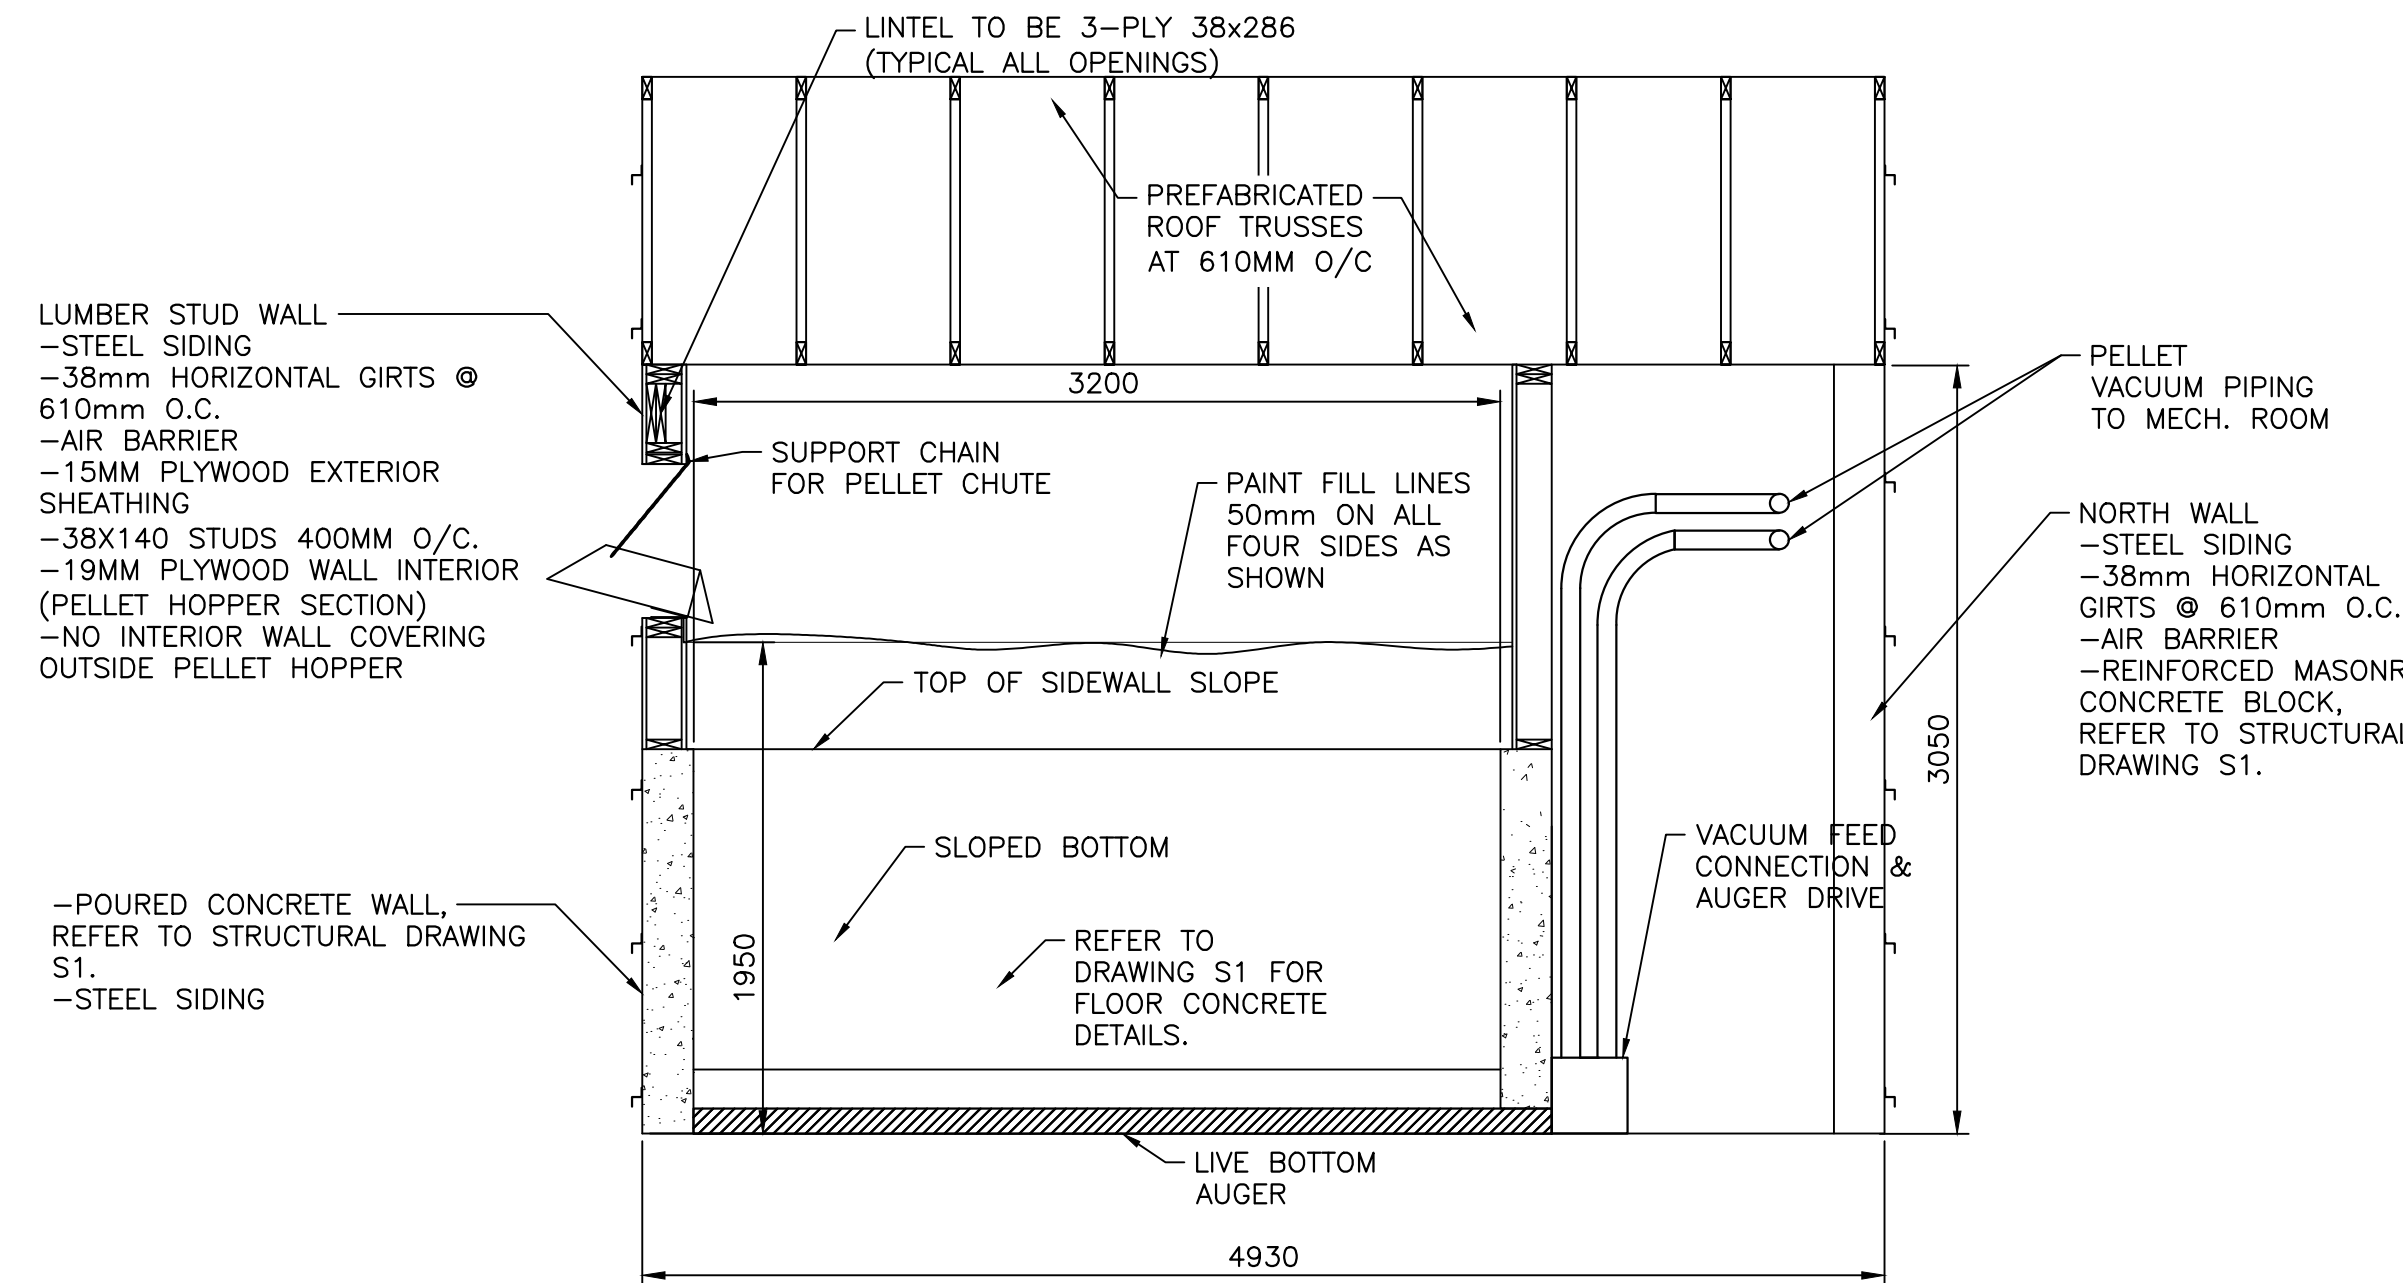 LINTEL TO BE 3-PLY 38x286
(TYPICAL ALL OPENINGS)
PREFABRICATED
ROOF TRUSSES
AT 610MM O/C
LUMBER STUD WALL
-STEEL SIDING
-38mm HORIZONTAL GIRTS @
610mm O.C.
-AIR BARRIER
-15MM PLYWOOD EXTERIOR
SHEATHING
-38X140 STUDS 400MM O/C.
-19MM PLYWOOD WALL INTERIOR
(PELLET HOPPER SECTION)
-NO INTERIOR WALL COVERING
OUTSIDE PELLET HOPPER
3200
SUPPORT CHAIN
FOR PELLET CHUTE
PAINT FILL LINES
50mm ON ALL
FOUR SIDES AS
SHOWN
PELLET
VACUUM PIPING
TO MECH. ROOM
NORTH WALL
-STEEL SIDING
-38mm HORIZONTAL
GIRTS @ 610mm O.C.
-AIR BARRIER
-REINFORCED MASONR
CONCRETE BLOCK,
REFER TO STRUCTURAL
DRAWING S1.
TOP OF SIDEWALL SLOPE
3050
SLOPED BOTTOM
VACUUM FEED
CONNECTION &
AUGER DRIVE
-POURED CONCRETE WALL,
REFER TO STRUCTURAL DRAWING
S1.
-STEEL SIDING
1950
REFER TO
DRAWING S1 FOR
FLOOR CONCRETE
DETAILS.
LIVE BOTTOM
AUGER
4930